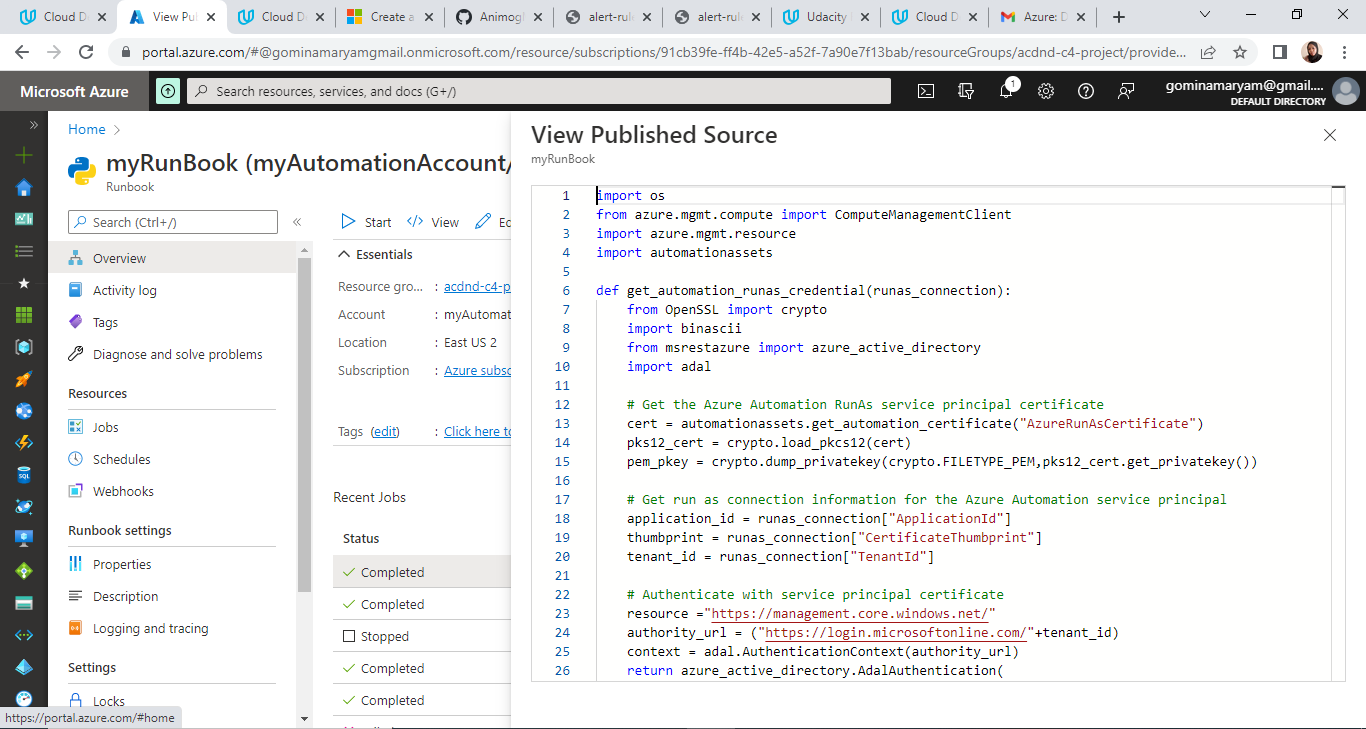 Cloud De
View Pu
Cloud D
Create a
Animog
alert-rule
alert-rule
Udacity
Cloud D
Azure: D
portal.azure.com/#@gominamaryamgmail.onmicrosoft.com/resource/subscriptions/91cb39fe-ff4b-42e5-a52f-7a90e7f13bab/resourceGroups/acdnd-c4-project/provide...
Microsoft Azure
Search resources, services, and docs (G+/)
1
gominamaryam@gmail....
DEFAULT DIRECTORY
Home
myRunBook (myAutomationAccount/
Runbook
Search (Ctrl+/)
Overview
Activity log
Tags
Diagnose and solve problems
Resources
Jobs
Schedules
Webhooks
Runbook settings
Properties
Description
Logging and tracing
Settings
Locks
https://portal.azure.com/#home
Start
View
Ed
Essentials
Resource gro... : acdnd-c4-p
Account : myAutomat
Location : East US 2
Subscription : Azure subsc
Tags (edit) : Click here to
Recent Jobs
Status
Completed
Completed
Stopped
Completed
Completed
View Published Source
myRunBook
1 import os
2 from azure.mgmt.compute import ComputeManagementClient
3 import azure.mgmt.resource
4 import automationassets
5
6 def get_automation_runas_credential(runas_connection):
7 from OpenSSL import crypto
8 import binascii
9 from msrestazure import azure_active_directory
10 import adal
11
12 # Get the Azure Automation RunAs service principal certificate
13 cert = automationassets.get_automation_certificate("AzureRunAsCertificate")
14 pks12_cert = crypto.load_pkcs12(cert)
15 pem_pkey = crypto.dump_privatekey(crypto.FILETYPE_PEM,pks12_cert.get_privatekey())
16
17 # Get run as connection information for the Azure Automation service principal
18 application_id = runas_connection["ApplicationId"]
19 thumbprint = runas_connection["CertificateThumbprint"]
20 tenant_id = runas_connection["TenantId"]
21
22 # Authenticate with service principal certificate
23 resource ="https://management.core.windows.net/"
24 authority_url = ("https://login.microsoftonline.com/"+tenant_id)
25 context = adal.AuthenticationContext(authority_url)
26 return azure_active_directory.AdalAuthentication(